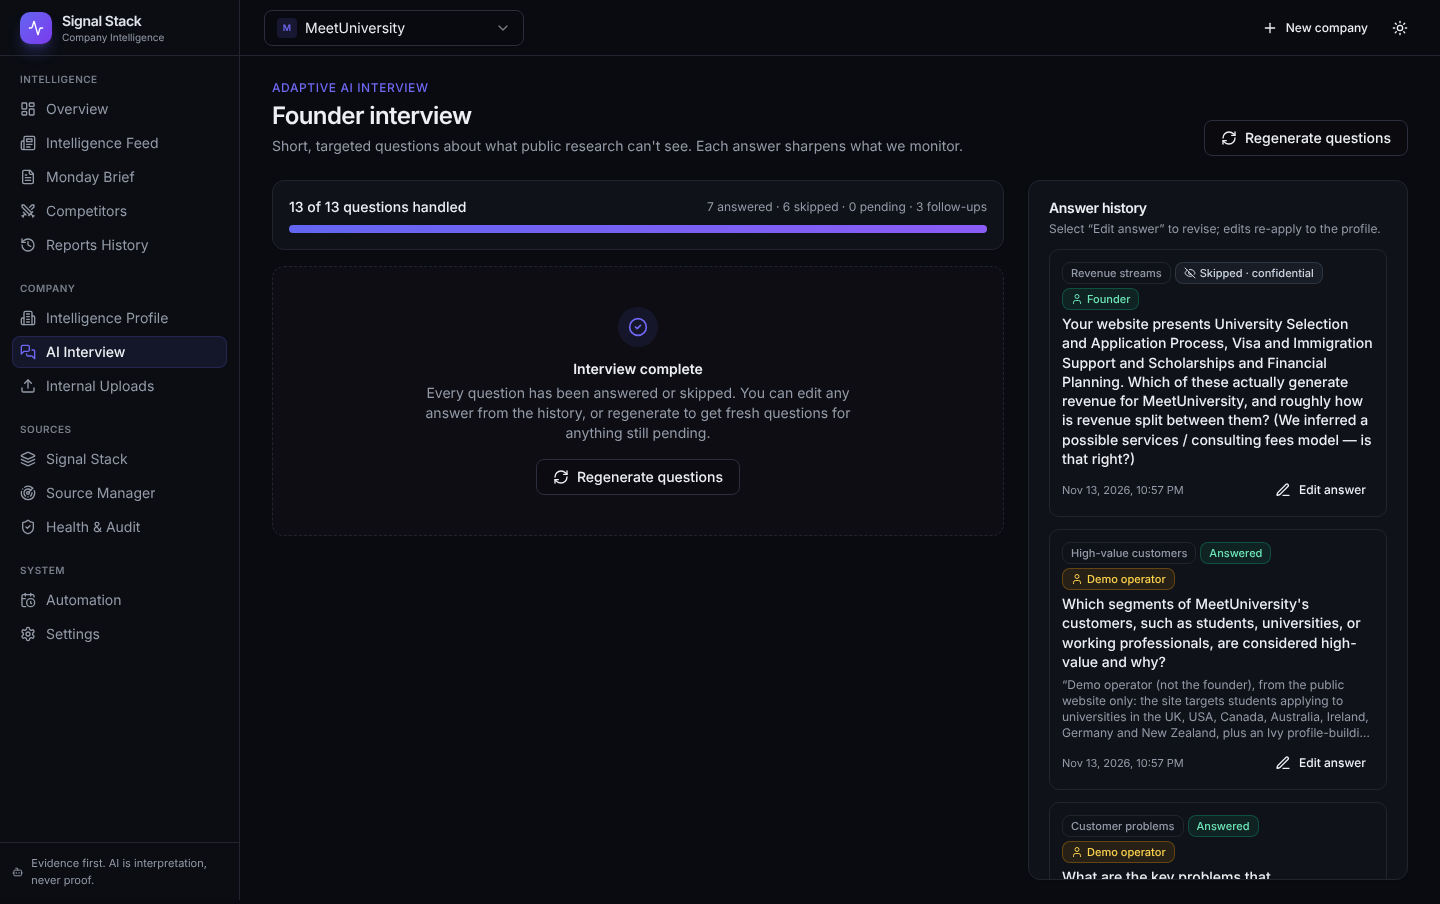 Signal Stack
Company Intelligence
M MeetUniversity
New company
INTELLIGENCE
Overview
Intelligence Feed
Monday Brief
Competitors
Reports History
COMPANY
Intelligence Profile
AI Interview
Internal Uploads
SOURCES
Signal Stack
Source Manager
Health & Audit
SYSTEM
Automation
Settings
Evidence first. AI is interpretation,
never proof.
ADAPTIVE AI INTERVIEW
Founder interview
Short, targeted questions about what public research can't see. Each answer sharpens what we monitor.
Regenerate questions
13 of 13 questions handled
7 answered · 6 skipped · 0 pending · 3 follow-ups
Interview complete
Every question has been answered or skipped. You can edit any
answer from the history, or regenerate to get fresh questions for
anything still pending.
Regenerate questions
Answer history
Select “Edit answer” to revise; edits re-apply to the profile.
Revenue streams
Skipped · confidential
Founder
Your website presents University Selection
and Application Process, Visa and Immigration
Support and Scholarships and Financial
Planning. Which of these actually generate
revenue for MeetUniversity, and roughly how
is revenue split between them? (We inferred a
possible services / consulting fees model — is
that right?)
Nov 13, 2026, 10:57 PM
Edit answer
High-value customers
Answered
Demo operator
Which segments of MeetUniversity's
customers, such as students, universities, or
working professionals, are considered high-
value and why?
“Demo operator (not the founder), from the public
website only: the site targets students applying to
universities in the UK, USA, Canada, Australia, Ireland,
Germany and New Zealand, plus an Ivy profile-buildi...
Nov 13, 2026, 10:57 PM
Edit answer
Customer problems
Answered
Demo operator
What are the key problems that